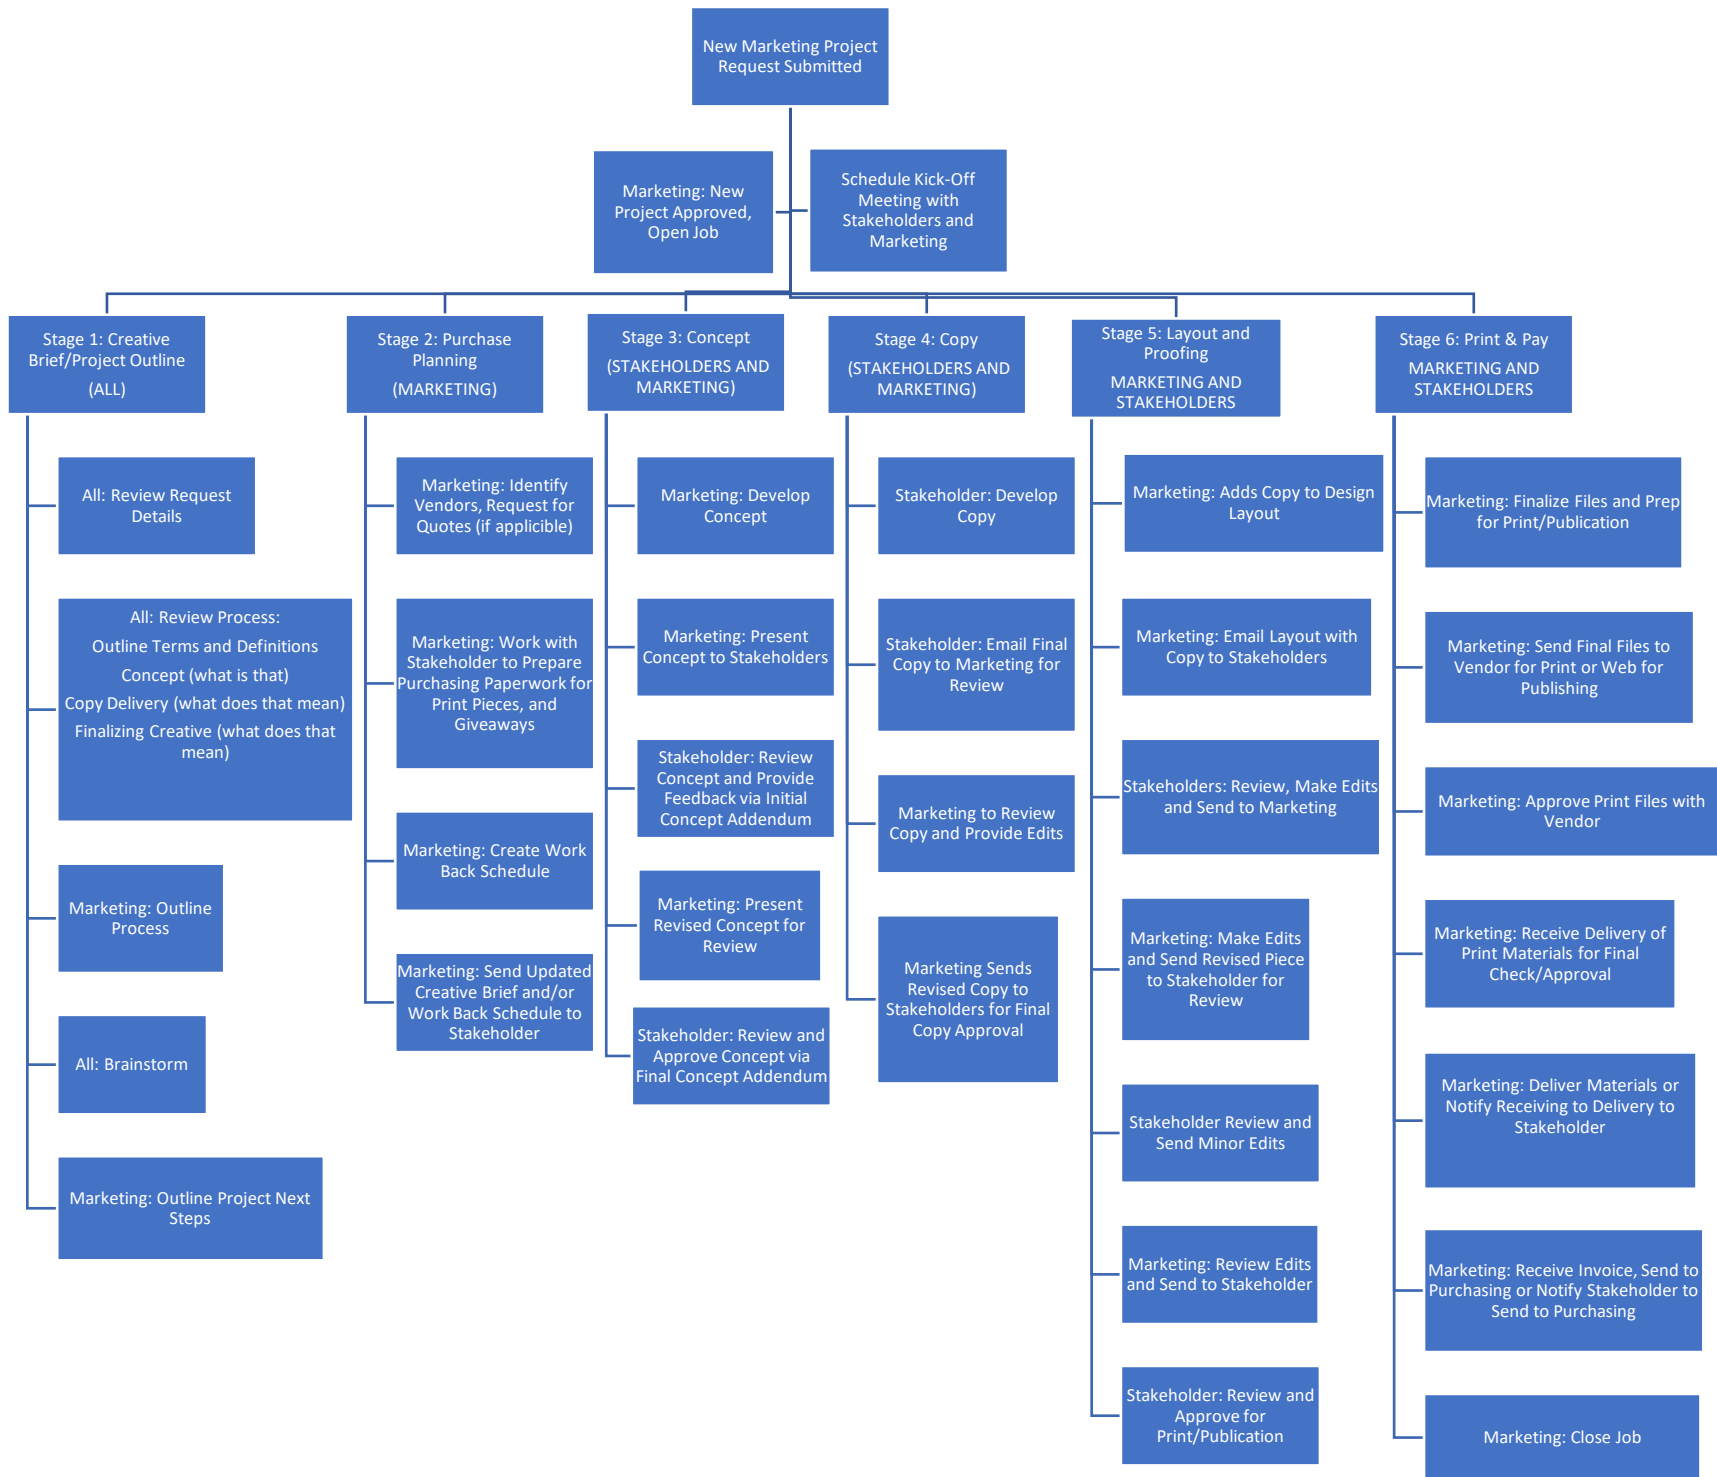 New Marketing Project
Request Submitted
Marketing: New
Project Approved,
Open Job
Schedule Kick-Off
Meeting with
Stakeholders and
Marketing
Stage 1: Creative
Brief/Project Outline
(ALL)
All: Review Request
Details
All: Review Process:
Outline Terms and Definitions
Concept (what is that)
Copy Delivery (what does that mean)
Finalizing Creative (what does that
mean)
Marketing: Outline
Process
All: Brainstorm
Marketing: Outline Project Next
Steps
Stage 2: Purchase
Planning
(MARKETING)
Marketing: Identify
Vendors, Request for
Quotes (if applicible)
Marketing: Work with
Stakeholder to Prepare
Purchasing Paperwork for
Print Pieces, and
Giveaways
Marketing: Create Work
Back Schedule
Marketing: Send Updated
Creative Brief and/or
Work Back Schedule to
Stakeholder
Stage 3: Concept
(STAKEHOLDERS AND
MARKETING)
Marketing: Develop
Concept
Marketing: Present
Concept to Stakeholders
Stakeholder: Review
Concept and Provide
Feedback via Initial
Concept Addendum
Marketing: Present
Revised Concept for
Review
Stakeholder: Review and
Approve Concept via
Final Concept Addendum
Stage 4: Copy
(STAKEHOLDERS AND
MARKETING)
Stakeholder: Develop
Copy
Stakeholder: Email Final
Copy to Marketing for
Review
Marketing to Review
Copy and Provide Edits
Marketing Sends
Revised Copy to
Stakeholders for Final
Copy Approval
Stage 5: Layout and
Proofing
MARKETING AND
STAKEHOLDERS
Marketing: Adds Copy to Design
Layout
Marketing: Email Layout with
Copy to Stakeholders
Stakeholders: Review, Make Edits
and Send to Marketing
Marketing: Make Edits
and Send Revised Piece
to Stakeholder for
Review
Stakeholder Review and
Send Minor Edits
Marketing: Review Edits
and Send to Stakeholder
Stakeholder: Review and
Approve for
Print/Publication
Stage 6: Print & Pay
MARKETING AND
STAKEHOLDERS
Marketing: Finalize Files and Prep
for Print/Publication
Marketing: Send Final Files to
Vendor for Print or Web for
Publishing
Marketing: Approve Print Files with
Vendor
Marketing: Receive Delivery of
Print Materials for Final
Check/Approval
Marketing: Deliver Materials or
Notify Receiving to Delivery to
Stakeholder
Marketing: Receive Invoice, Send to
Purchasing or Notify Stakeholder to
Send to Purchasing
Marketing: Close Job